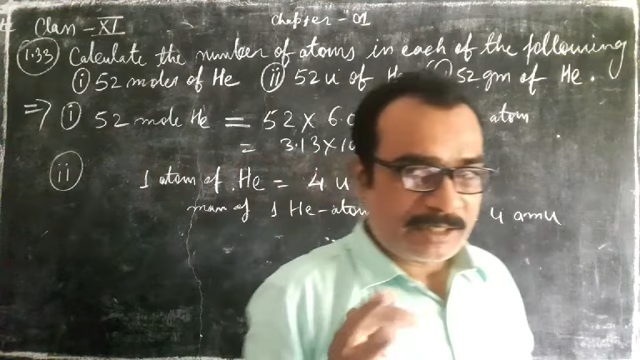 Class - XI Chapter - 01
1.33 Calculate the number of atoms in each of the following
(i) 52 moles of He (ii) 52 u of H 52 gm of He.
⇒ (i) 52 mole He = 52 × 6.0 atom
= 3.13 × 10
(ii) 1 atom of He = 4 u
mass of 1 He-atom 4 amu